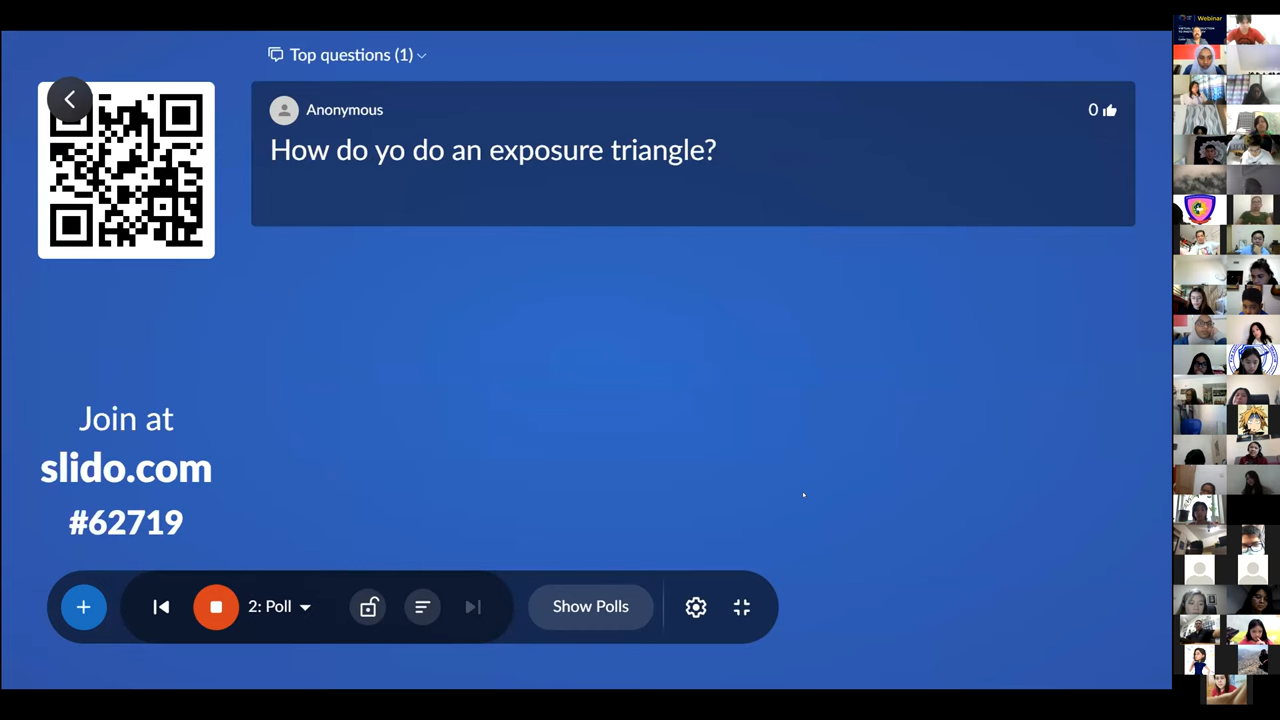 Top questions (1)
Anonymous
0
How do yo do an exposure triangle?
Join at
slido.com
#62719
2: Poll
Show Polls
Webinar